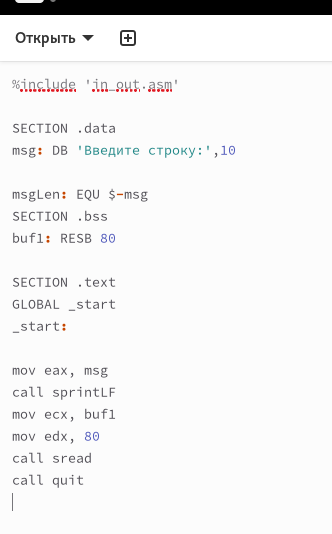 Открыть
%include 'in_out.asm'
SECTION .data
msg: DB 'Введите строку:',10
msgLen: EQU $-msg
SECTION .bss
buf1: RESB 80
SECTION .text
GLOBAL _start
_start:
mov eax, msg
call sprintLF
mov ecx, buf1
mov edx, 80
call sread
call quit